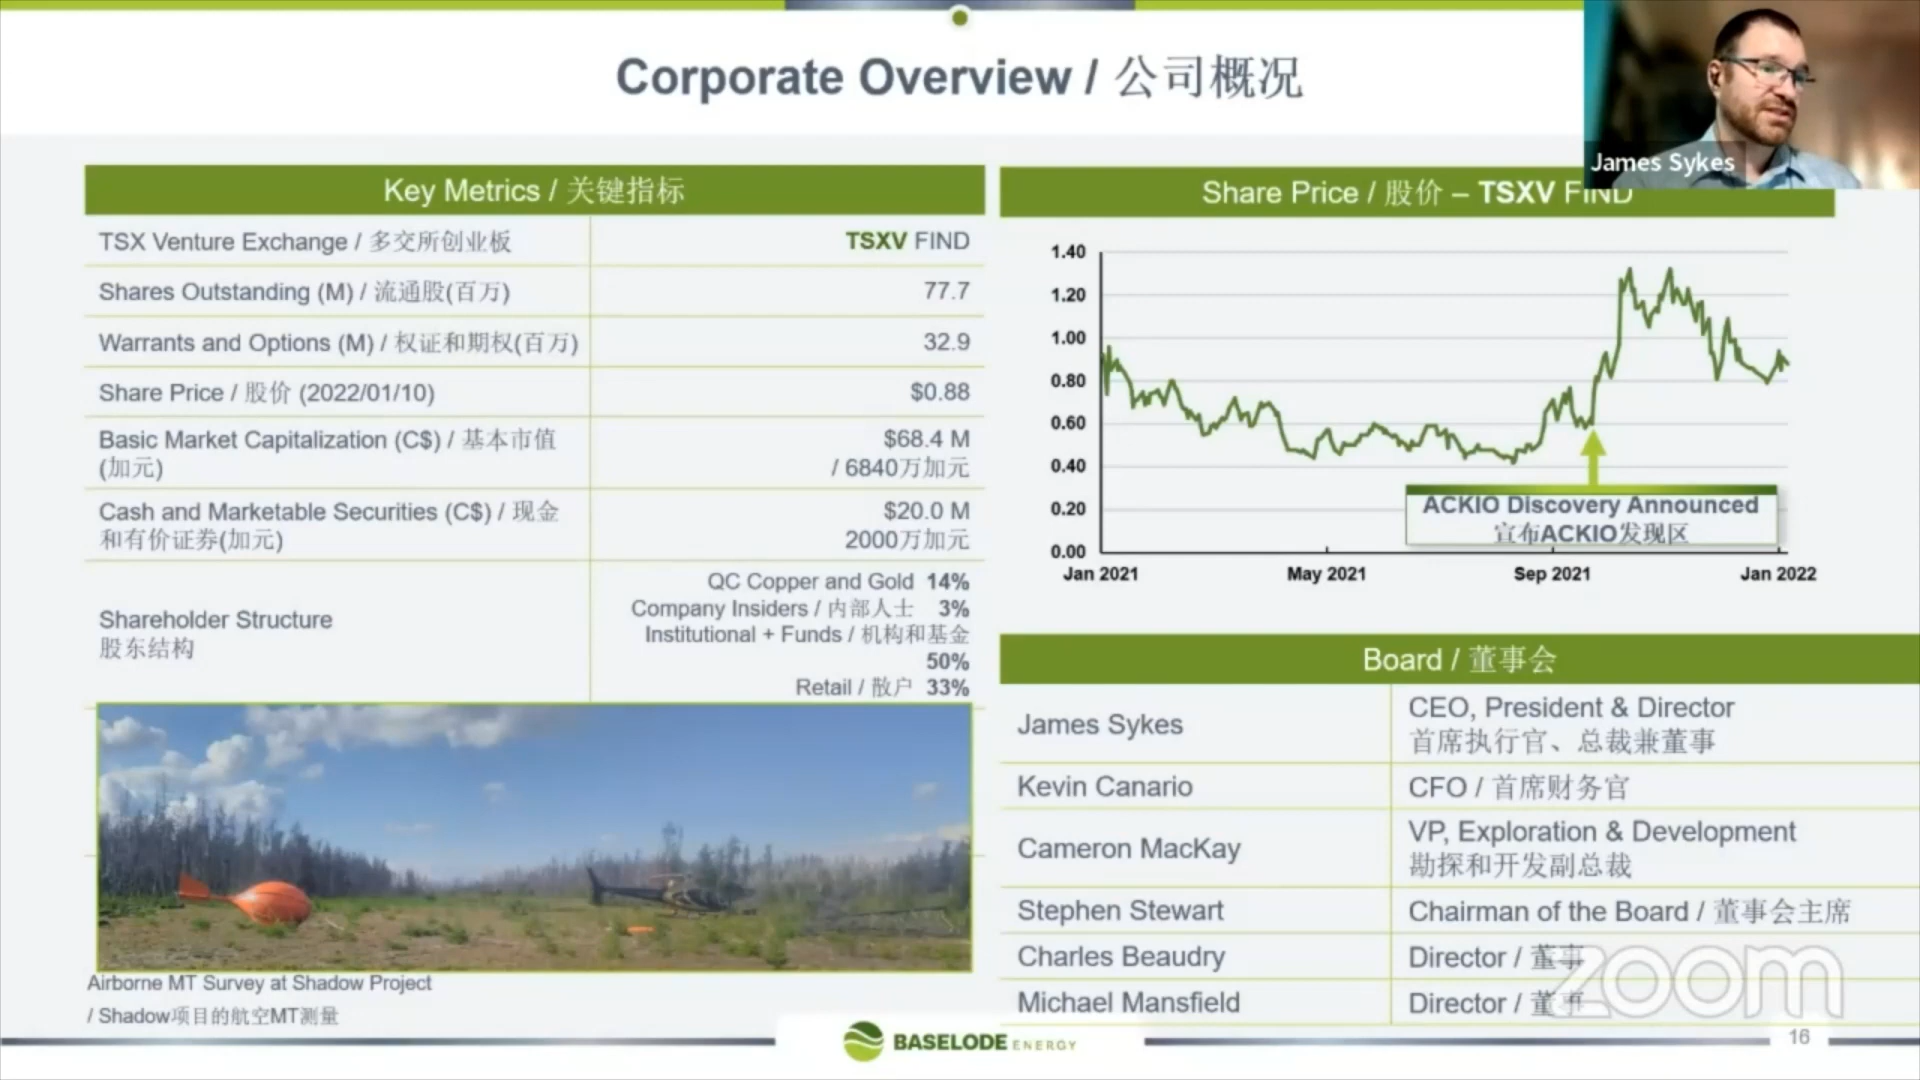 Corporate Overview / 公司概况
James Sykes
Key Metrics / 关键指标
TSX Venture Exchange / 多交所创业板
TSXV FIND
Shares Outstanding (M) / 流通股(百万)
77.7
Warrants and Options (M) / 权证和期权(百万)
32.9
Share Price / 股价 (2022/01/10)
$0.88
Basic Market Capitalization (C$) / 基本市值
(加元)
$68.4 M
/ 6840万加元
Cash and Marketable Securities (C$) / 现金
和有价证券(加元)
$20.0 M
2000万加元
Shareholder Structure
股东结构
QC Copper and Gold 14%
Company Insiders / 内部人士 3%
Institutional + Funds / 机构和基金
50%
Retail / 散户 33%
Airborne MT Survey at Shadow Project
/ Shadow项目的航空MT测量
Share Price / 股价 – TSXV FIND
1.40
1.20
1.00
0.80
0.60
0.40
0.20
0.00
Jan 2021
May 2021
Sep 2021
Jan 2022
ACKIO Discovery Announced
宣布ACKIO发现区
Board / 董事会
James Sykes
CEO, President & Director
首席执行官、总裁兼董事
Kevin Canario
CFO / 首席财务官
Cameron MacKay
VP, Exploration & Development
勘探和开发副总裁
Stephen Stewart
Chairman of the Board / 董事会主席
Charles Beaudry
Director / 董事
Michael Mansfield
Director / 董事
zoom
BASELODE ENERGY
16